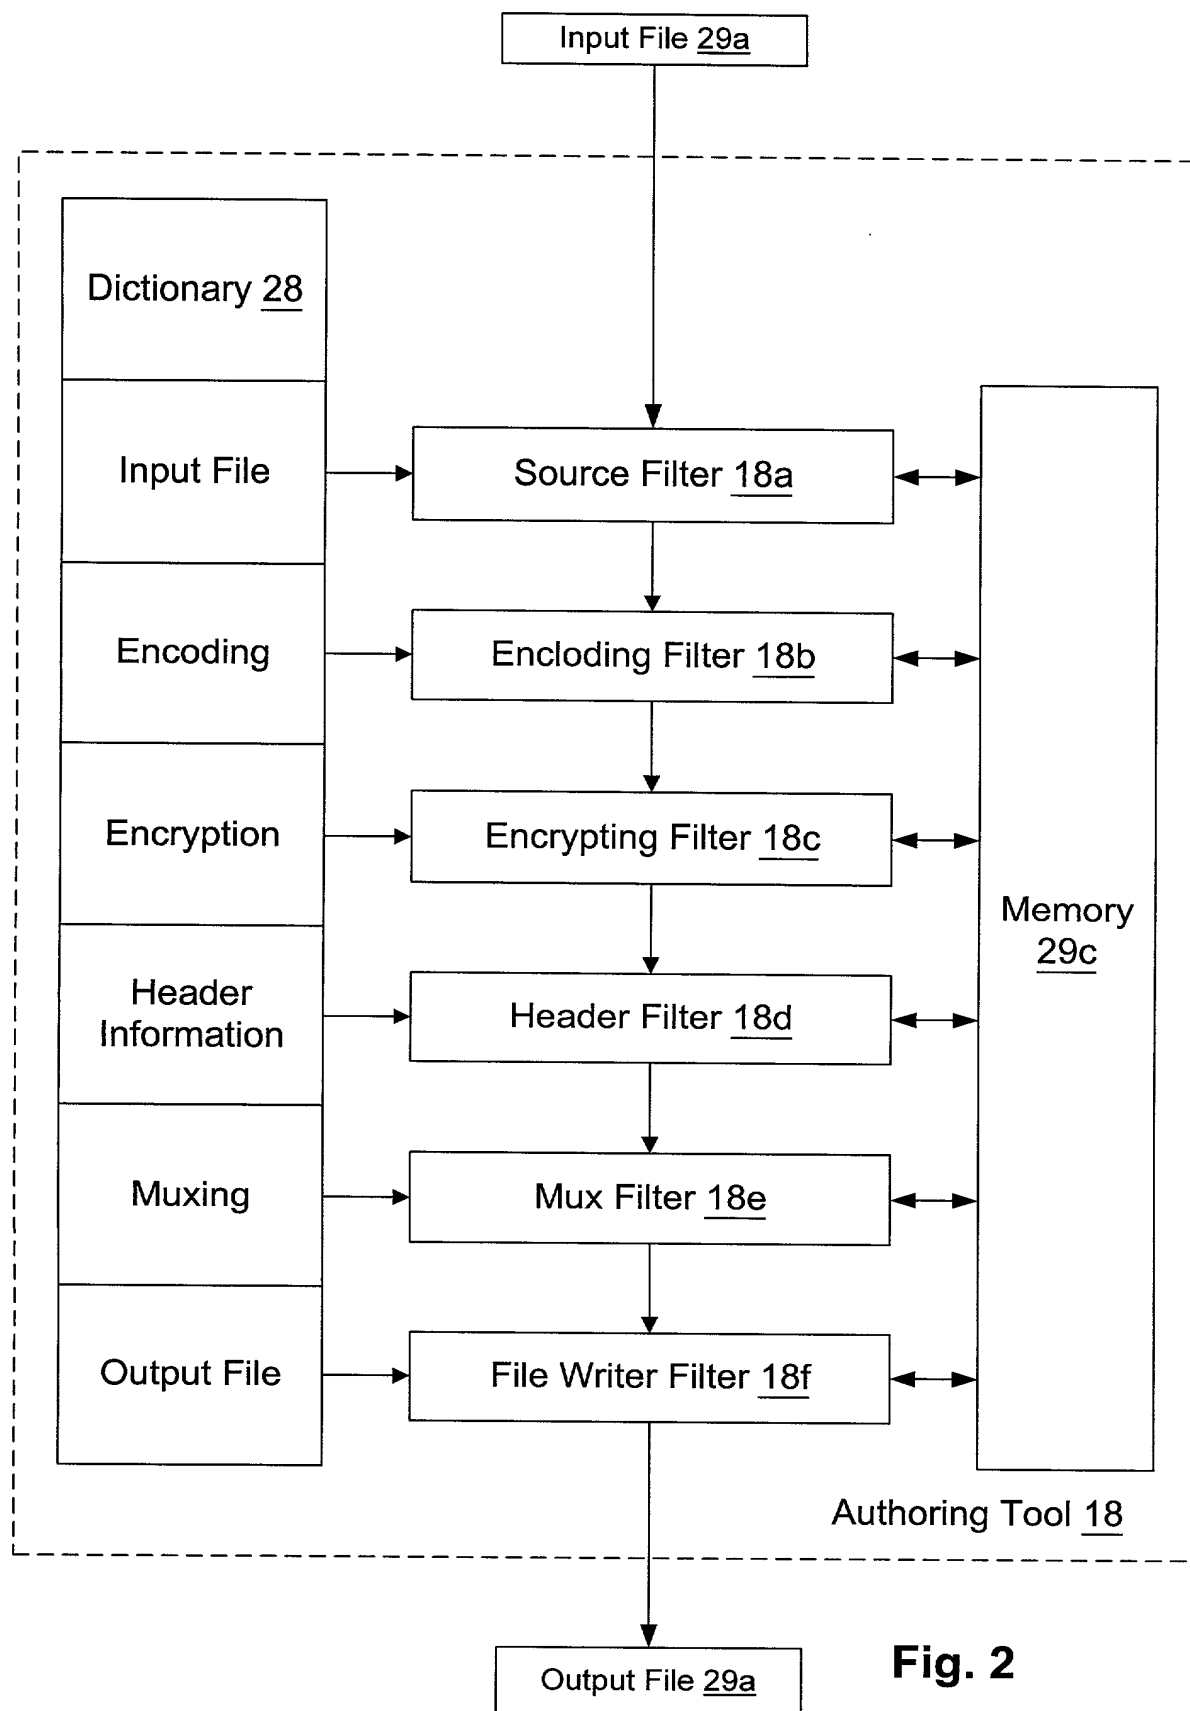 Input File 29a
Dictionary 28
Input File
Source Filter 18a
Encoding
Encloding Filter 18b
Encryption
Encrypting Filter 18c
Memory
29c
Header
Information
Header Filter 18d
Muxing
Mux Filter 18e
Output File
File Writer Filter 18f
Authoring Tool 18
Output File 29a
Fig. 2